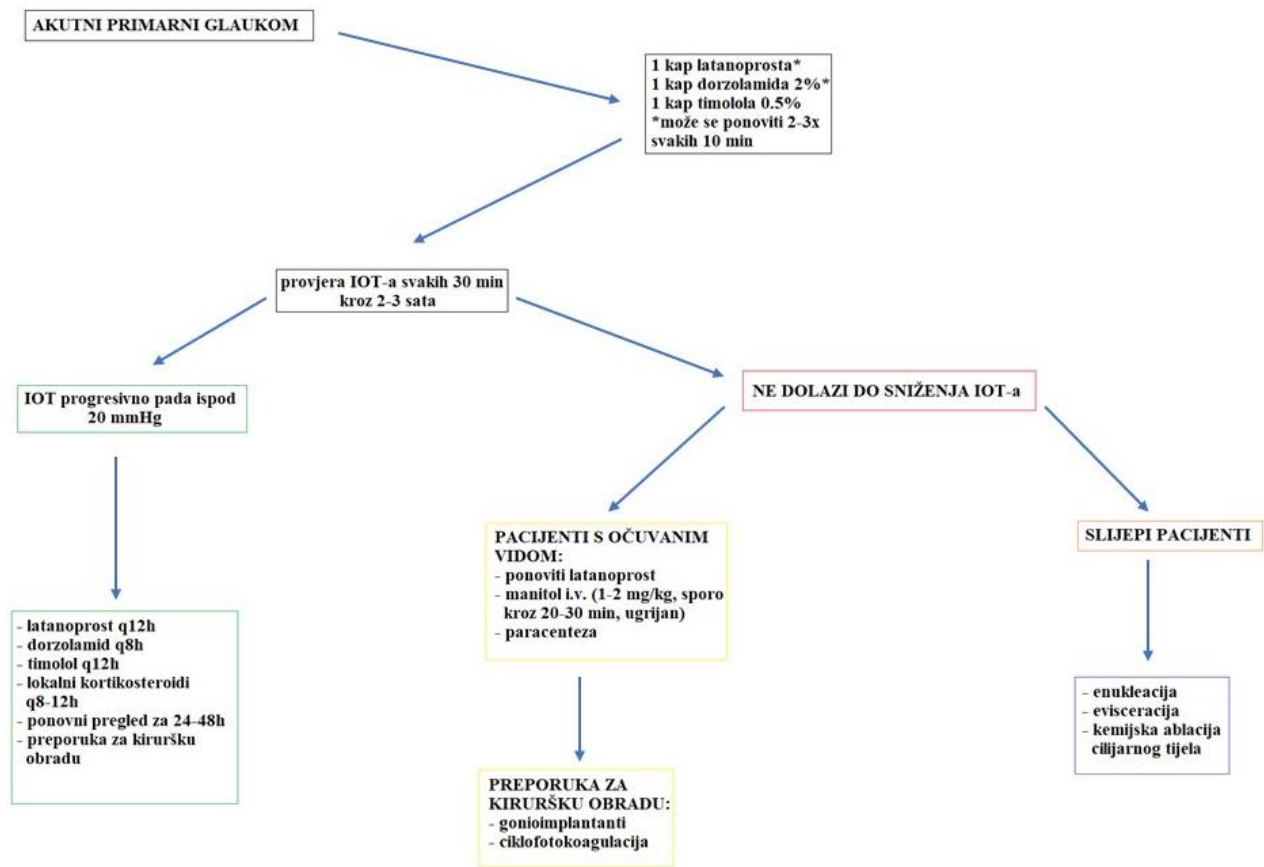 AKUTNI PRIMARNI GLAUKOM
1 kap latanoprosta*
1 kap dorzolamida 2%*
1 kap timolola 0.5%
*može se ponoviti 2-3x
svakih 10 min
provjera IOT-a svakih 30 min
kroz 2-3 sata
IOT progresivno pada ispod
20 mmHg
NE DOLAZI DO SNIŽENJA IOT-a
- latanoprost q12h
- dorzolamid q8h
- timolol q12h
- lokalni kortikosteroidi
q8-12h
- ponovni pregled za 24-48h
- preporuka za kiruršku
obradu
PACIJENTI S OČUVANIM
VIDOM:
- ponoviti latanoprost
- manitol i.v. (1-2 mg/kg, sporo
kroz 20-30 min, ugrijan)
- paracenteza
PREPORUKA ZA
KIRURŠKU OBRADU:
- gonioimplantanti
- ciklofotokoagulacija
SLIJEPI PACIJENTI
- enukleacija
- evisceracija
- kemijska ablacija
cilijarnog tijela